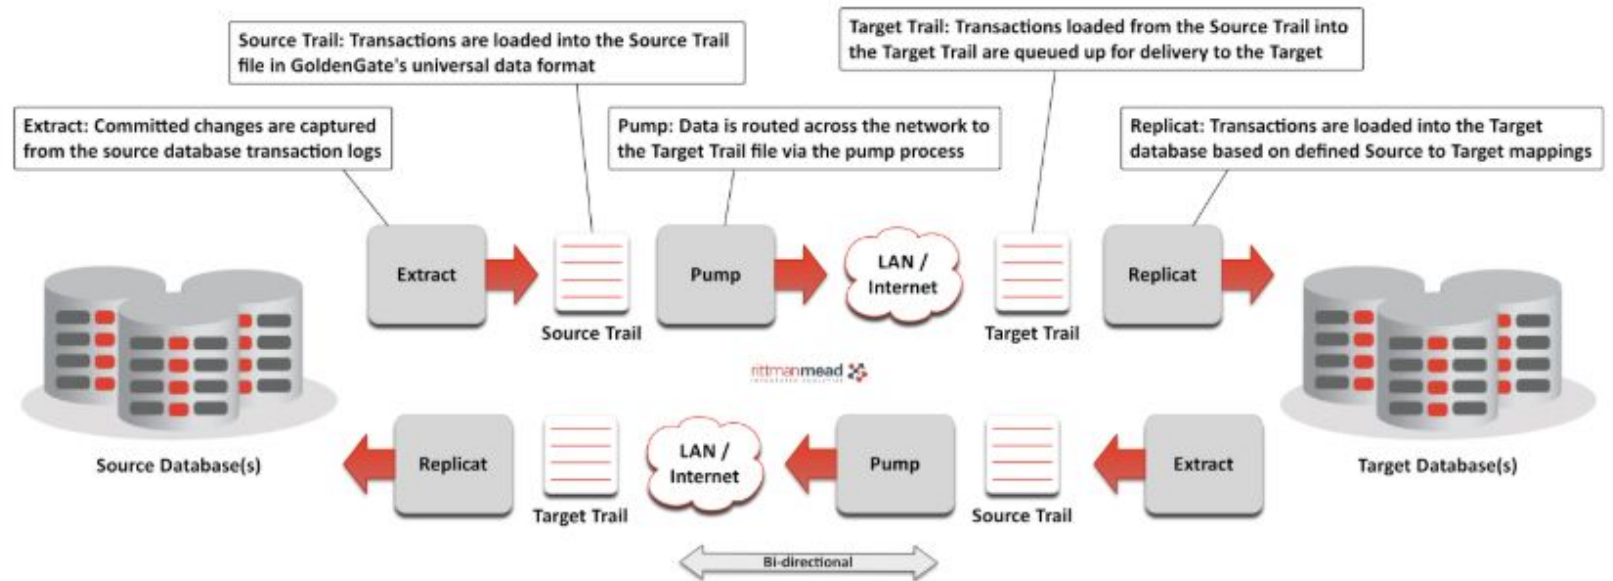 Source Trail: Transactions are loaded into the Source Trail
file in GoldenGate's universal data format
Target Trail: Transactions loaded from the Source Trail into
the Target Trail are queued up for delivery to the Target
Extract: Committed changes are captured
from the source database transaction logs
Pump: Data is routed across the network to
the Target Trail file via the pump process
Replicat: Transactions are loaded into the Target
database based on defined Source to Target mappings
Extract
Source Trail
Pump
LAN /
Internet
Target Trail
Replicat
rittmanmead
Source Database(s)
Replicat
Target Trail
LAN /
Internet
Pump
Source Trail
Extract
Target Database(s)
Bi-directional